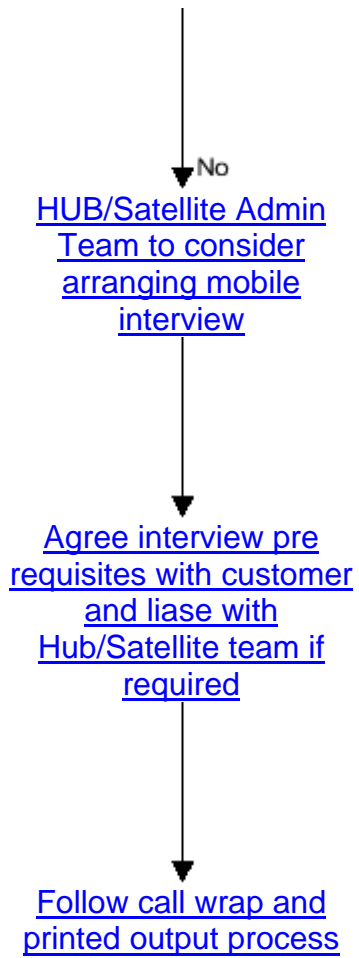 No
HUB/Satellite Admin
Team to consider
arranging mobile
interview
Agree interview pre
requisites with customer
and liase with
Hub/Satellite team if
required
Follow call wrap and
printed output process